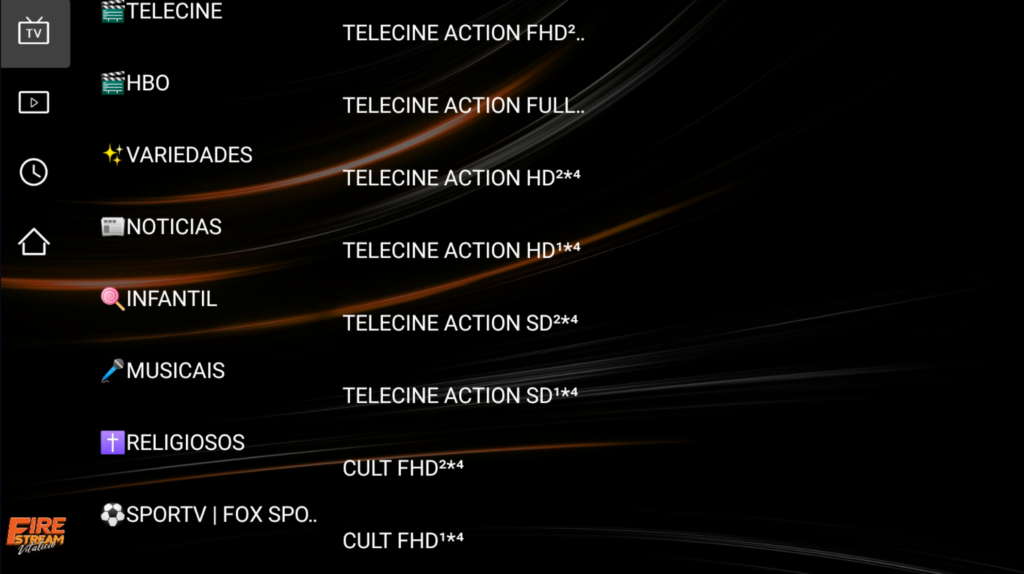 TV
TELECINE
HBO
VARIEDADES
NOTICIAS
INFANTIL
MUSICAIS
RELIGIOSOS
SPORTV | FOX SPO..
TELECINE ACTION FHD²..
TELECINE ACTION FULL..
TELECINE ACTION HD²*⁴
TELECINE ACTION HD¹*⁴
TELECINE ACTION SD²*⁴
TELECINE ACTION SD¹*⁴
CULT FHD²*⁴
CULT FHD¹*⁴
FIRE
STREAM
Vitalício